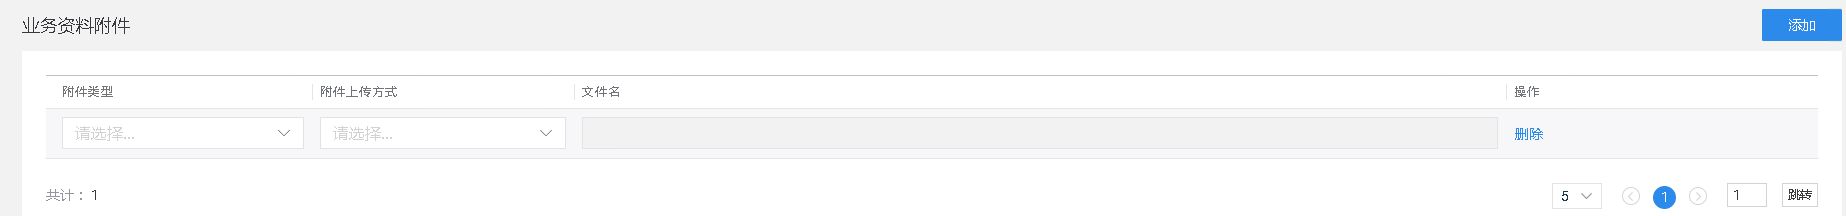 业务资料附件 添加
附件类型 附件上传方式 文件名 操作
请选择... 请选择... 删除
共计： 1 5 1 1 跳转